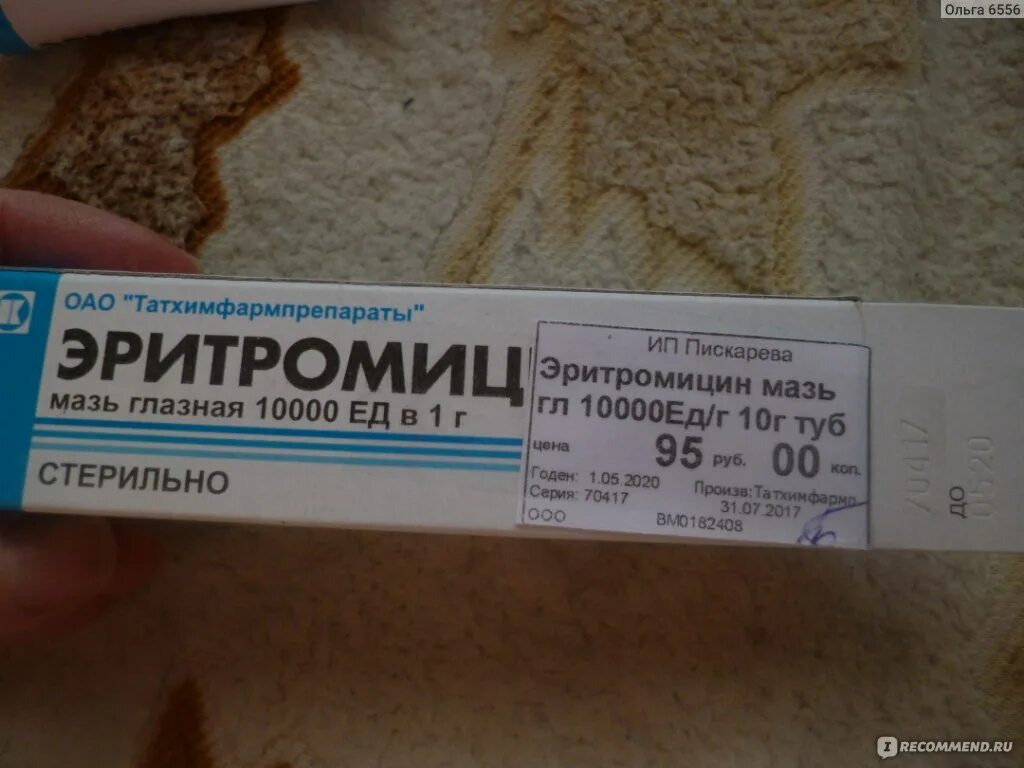 Ольга 6556
ОАО "Татхимфармпрепараты"
ЭРИТРОМИЦ
мазь глазная 10000 ЕД в 1 г
СТЕРИЛЬНО
ИП Пискарева
Эритромицин мазь
гл 10000Ед/г 10г туб
цена 95 руб. 00 коп.
Годен: 1.05.2020 Произв:Татхимфармп
Серия: 70417 31.07.2017
ООО ВМ0182408
70417
ДО 0520
IRECOMMEND.RU